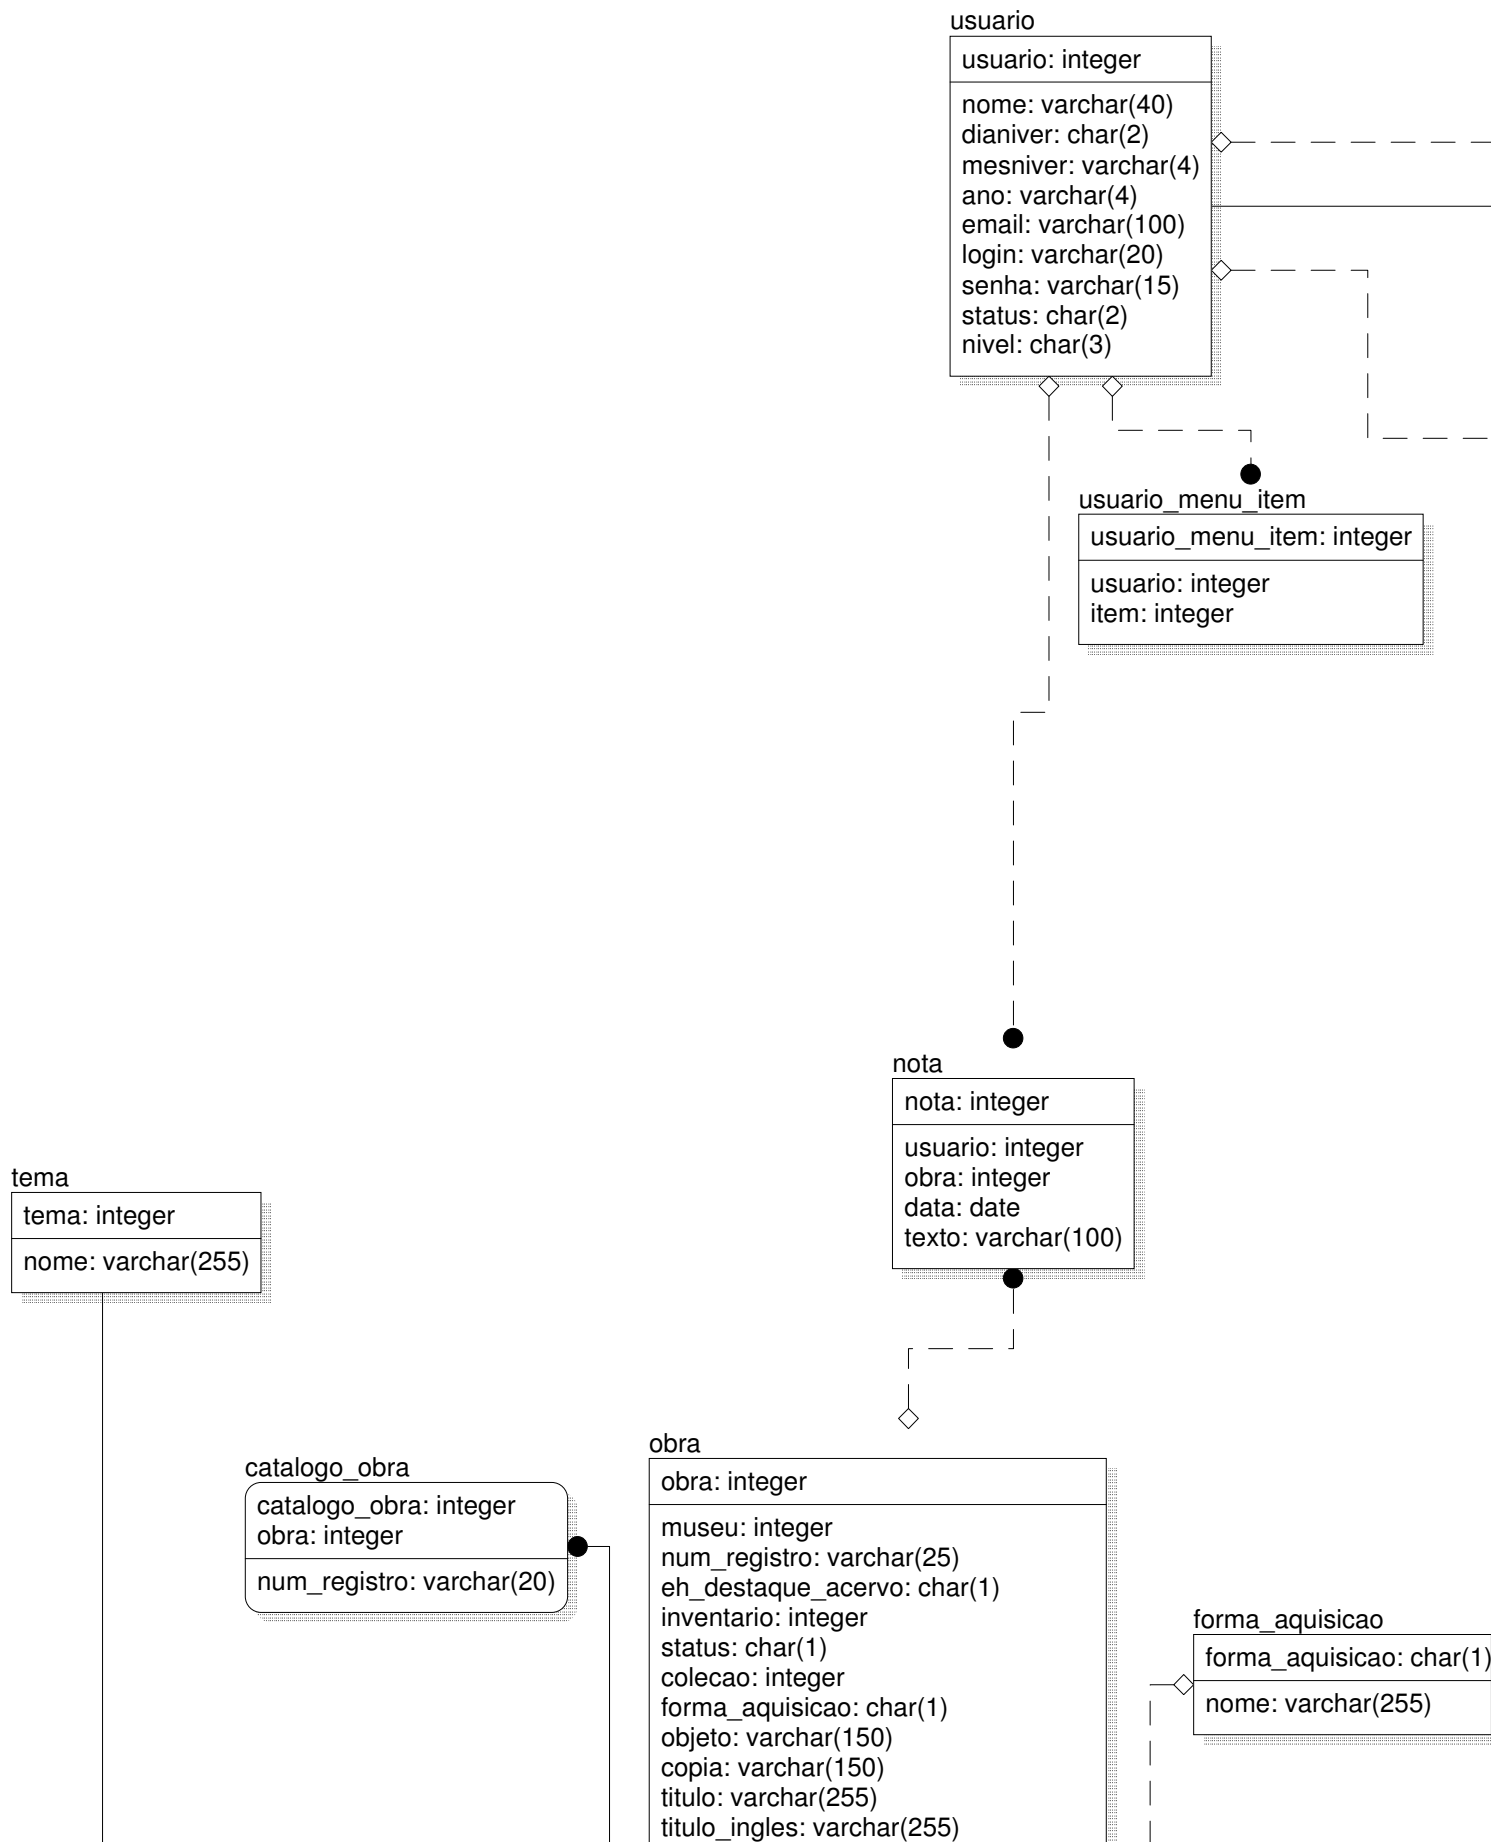 usuario
usuario: integer
nome: varchar(40)
dianiver: char(2)
mesniver: varchar(4)
ano: varchar(4)
email: varchar(100)
login: varchar(20)
senha: varchar(15)
status: char(2)
nivel: char(3)
usuario_menu_item
usuario_menu_item: integer
usuario: integer
item: integer
nota
nota: integer
usuario: integer
obra: integer
data: date
texto: varchar(100)
tema
tema: integer
nome: varchar(255)
catalogo_obra
catalogo_obra: integer
obra: integer
num_registro: varchar(20)
obra
obra: integer
museu: integer
num_registro: varchar(25)
eh_destaque_acervo: char(1)
inventario: integer
status: char(1)
colecao: integer
forma_aquisicao: char(1)
objeto: varchar(150)
copia: varchar(150)
titulo: varchar(255)
titulo_ingles: varchar(255)
forma_aquisicao
forma_aquisicao: char(1)
nome: varchar(255)